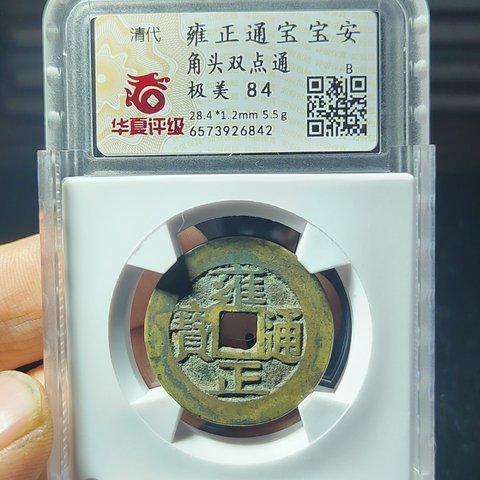 清代
雍正通宝宝安
角头双点通
极美 84
B
28.4*1.2mm 5.5g
6573926842
华夏评级
雍正通寳